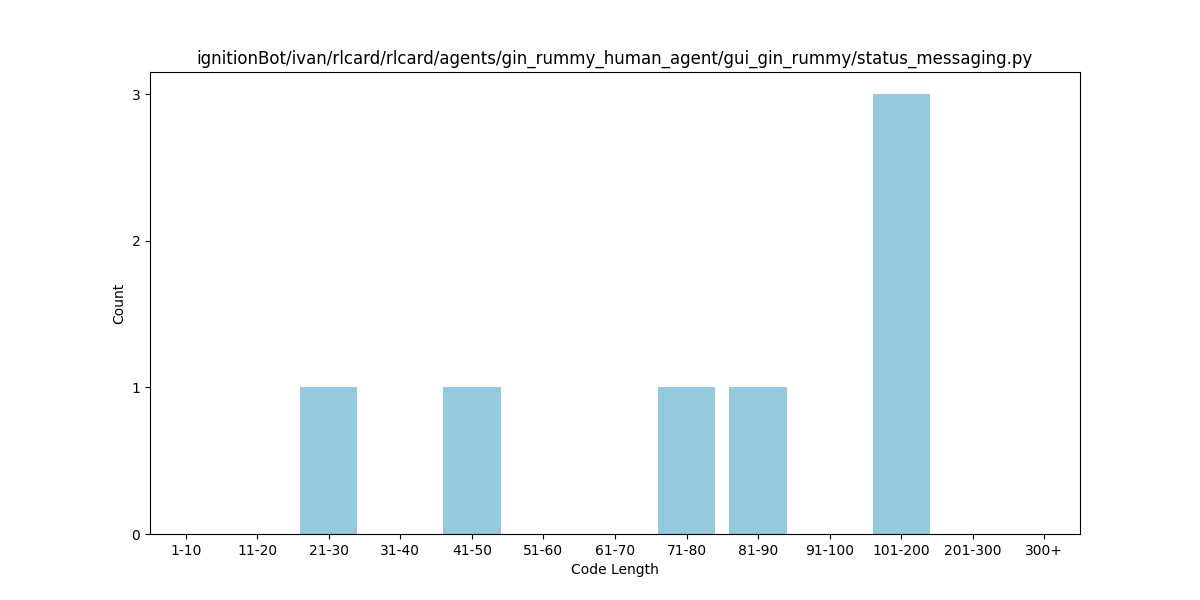 ignitionBot/ivan/rlcard/rlcard/agents/gin_rummy_human_agent/gui_gin_rummy/status_messaging.py
3
2
1
0
Count
1-10 11-20 21-30 31-40 41-50 51-60 61-70 71-80 81-90 91-100 101-200 201-300 300+
Code Length